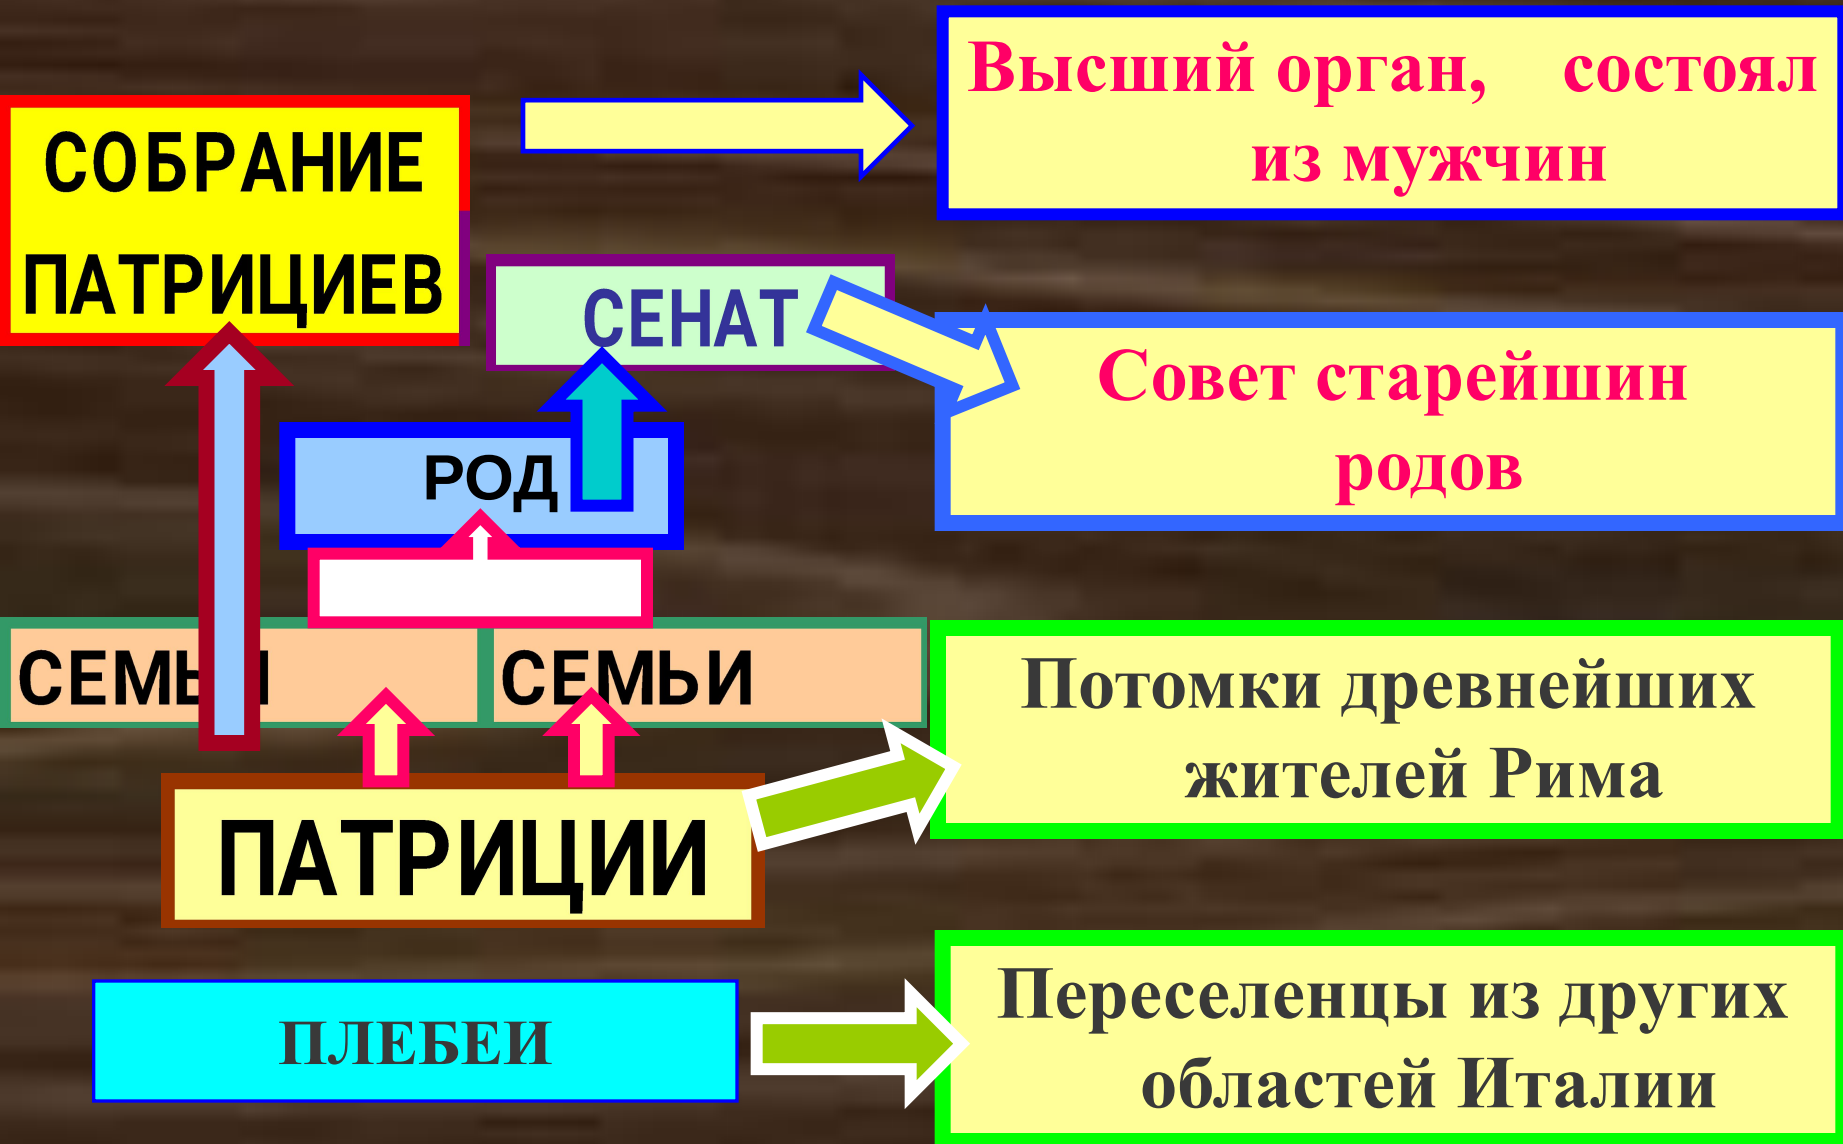 Высший орган, состоял
из мужчин
СОБРАНИЕ
ПАТРИЦИЕВ
СЕНАТ
Совет старейшин
родов
РОД
СЕМЬИ
СЕМЬИ
Потомки древнейших
жителей Рима
ПАТРИЦИИ
Переселенцы из других
областей Италии
ПЛЕБЕИ